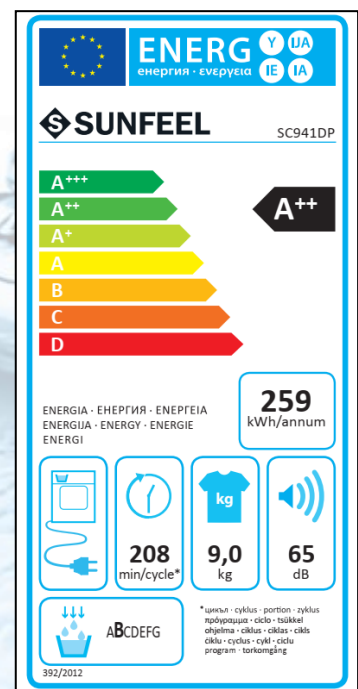 ENERG Y IJA
енергия · ενεργεια IE IA
SUNFEEL
SC941DP
A+++
A++
A++
A+
A
B
C
D
259
kWh/annum
ENERGIA · ЕНЕРГИЯ · ΕΝΕΡΓΕΙΑ
ENERGIJA · ENERGY · ENERGIE
ENERGI
kg
208
min/cycle*
9,0
kg
65
dB
ABCDEFG
*цикъл · cyklus · portion · zyklus
πρόγραμμα · ciclo · tsükkel
ohjelma · ciklus · ciklas · cikls
ċiklu · cyclus · cykl · ciclu
program · torkomgång
392/2012